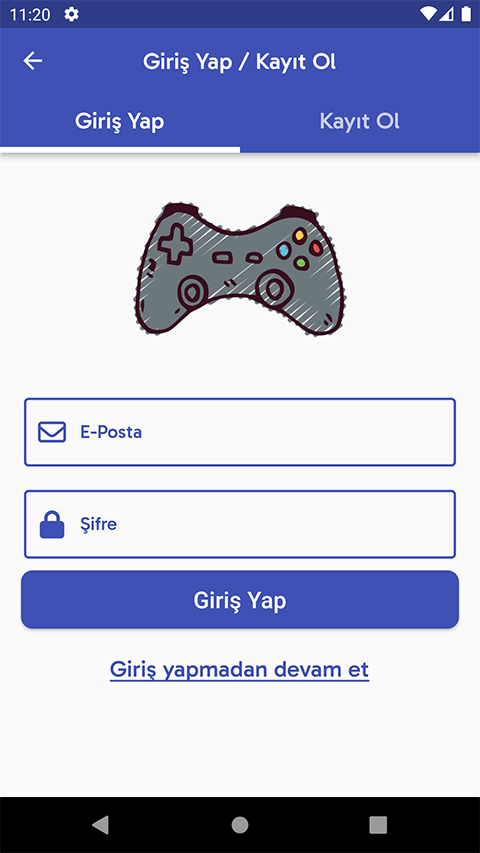 11:20
Giriş Yap / Kayıt Ol
Giriş Yap
Kayıt Ol
E-Posta
Şifre
Giriş Yap
Giriş yapmadan devam et